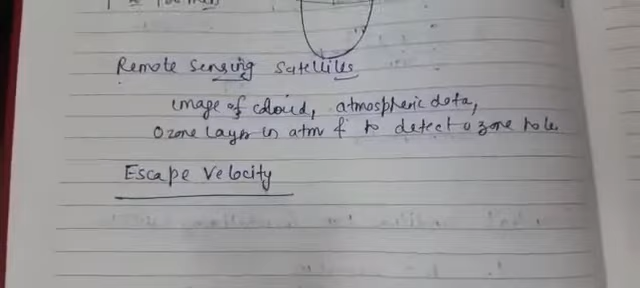 Remote Sensing Satellites
image of cloud, atmospheric data,
Ozone layer in atm & to detect ozone hole
Escape Velocity